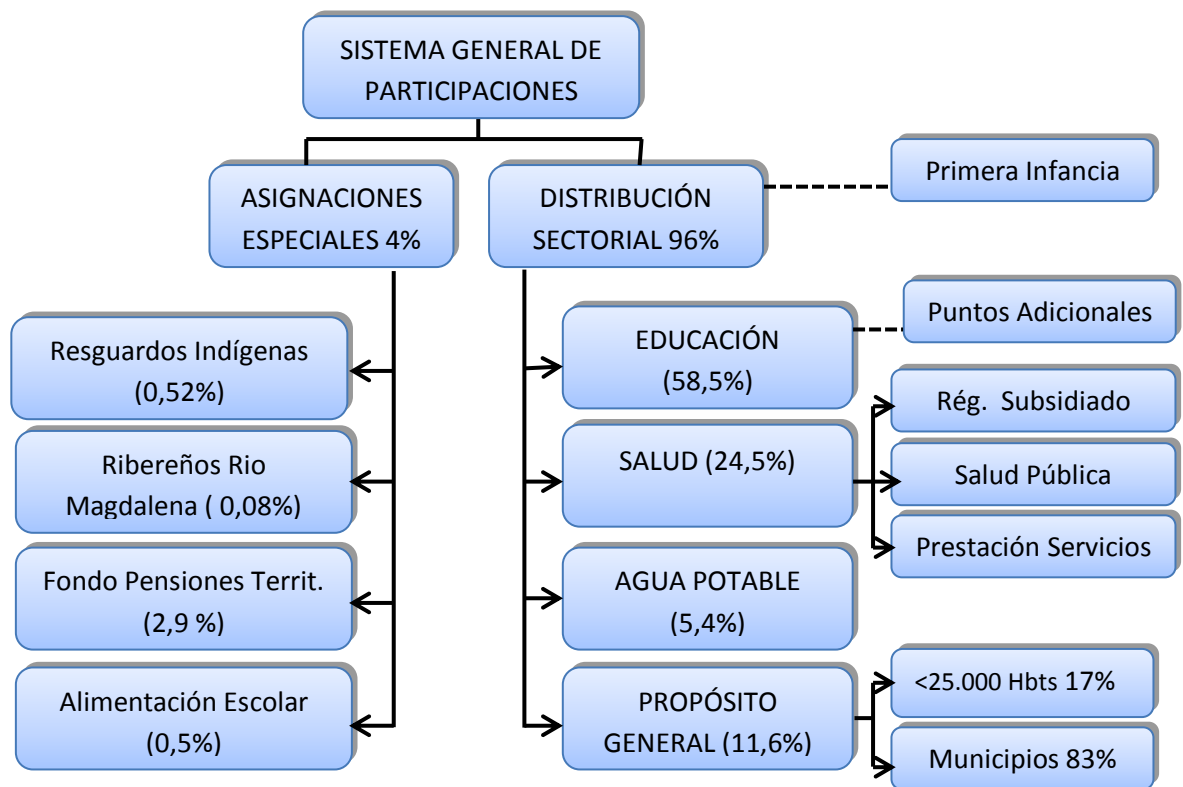 SISTEMA GENERAL DE
PARTICIPACIONES
ASIGNACIONES
ESPECIALES 4%
DISTRIBUCIÓN
SECTORIAL 96%
Primera Infancia
Resguardos Indígenas
(0,52%)
Ribereños Rio
Magdalena ( 0,08%)
Fondo Pensiones Territ.
(2,9 %)
Alimentación Escolar
(0,5%)
EDUCACIÓN
(58,5%)
Puntos Adicionales
SALUD (24,5%)
Rég. Subsidiado
Salud Pública
Prestación Servicios
AGUA POTABLE
(5,4%)
PROPÓSITO
GENERAL (11,6%)
<25.000 Hbts 17%
Municipios 83%